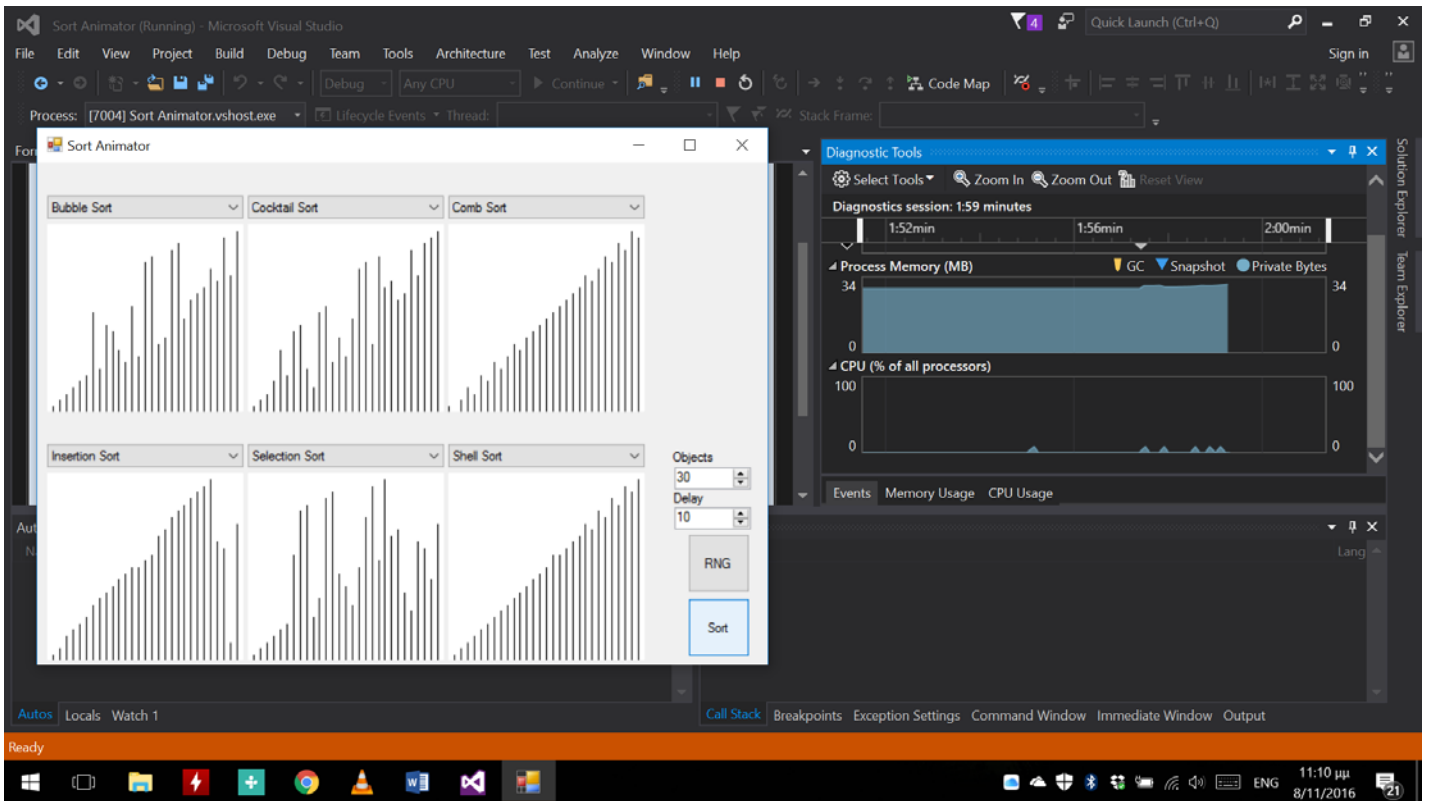 Sort Animator (Running) - Microsoft Visual Studio
4
Quick Launch (Ctrl+Q)
File Edit View Project Build Debug Team Tools Architecture Test Analyze Window Help
Sign in
Debug Any CPU Continue Code Map
Process: [7004] Sort Animator.vshost.exe Lifecycle Events Thread: Stack Frame:
Sort Animator
Bubble Sort
Cocktail Sort
Comb Sort
Insertion Sort
Selection Sort
Shell Sort
Objects
30
Delay
10
RNG
Sort
Diagnostic Tools
Select Tools Zoom In Zoom Out Reset View
Diagnostics session: 1:59 minutes
1:52min 1:56min 2:00min
Process Memory (MB) GC Snapshot Private Bytes
34 34
0 0
CPU (% of all processors)
100 100
0 0
Events Memory Usage CPU Usage
Solution Explorer
Team Explorer
Lang
Autos Locals Watch 1
Call Stack Breakpoints Exception Settings Command Window Immediate Window Output
Ready
ENG
11:10 μμ
8/11/2016
21